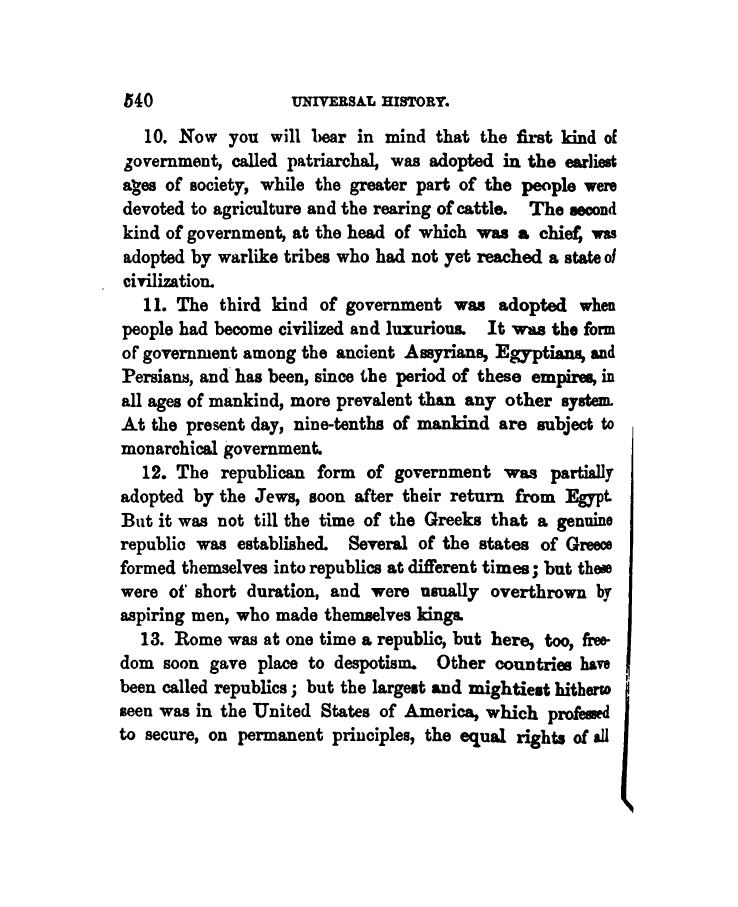 540 UNIVERSAL HISTORY.
10. Now you will bear in mind that the first kind of
government, called patriarchal, was adopted in the earliest
ages of society, while the greater part of the people were
devoted to agriculture and the rearing of cattle. The second
kind of government, at the head of which was a chief, was
adopted by warlike tribes who had not yet reached a state of
civilization.
11. The third kind of government was adopted when
people had become civilized and luxurious. It was the form
of government among the ancient Assyrians, Egyptians, and
Persians, and has been, since the period of these empires, in
all ages of mankind, more prevalent than any other system.
At the present day, nine-tenths of mankind are subject to
monarchical government.
12. The republican form of government was partially
adopted by the Jews, soon after their return from Egypt.
But it was not till the time of the Greeks that a genuine
republic was established. Several of the states of Greece
formed themselves into republics at different times; but these
were of short duration, and were usually overthrown by
aspiring men, who made themselves kings.
13. Rome was at one time a republic, but here, too, free-
dom soon gave place to despotism. Other countries have
been called republics; but the largest and mightiest hitherto
seen was in the United States of America, which professed
to secure, on permanent principles, the equal rights of all